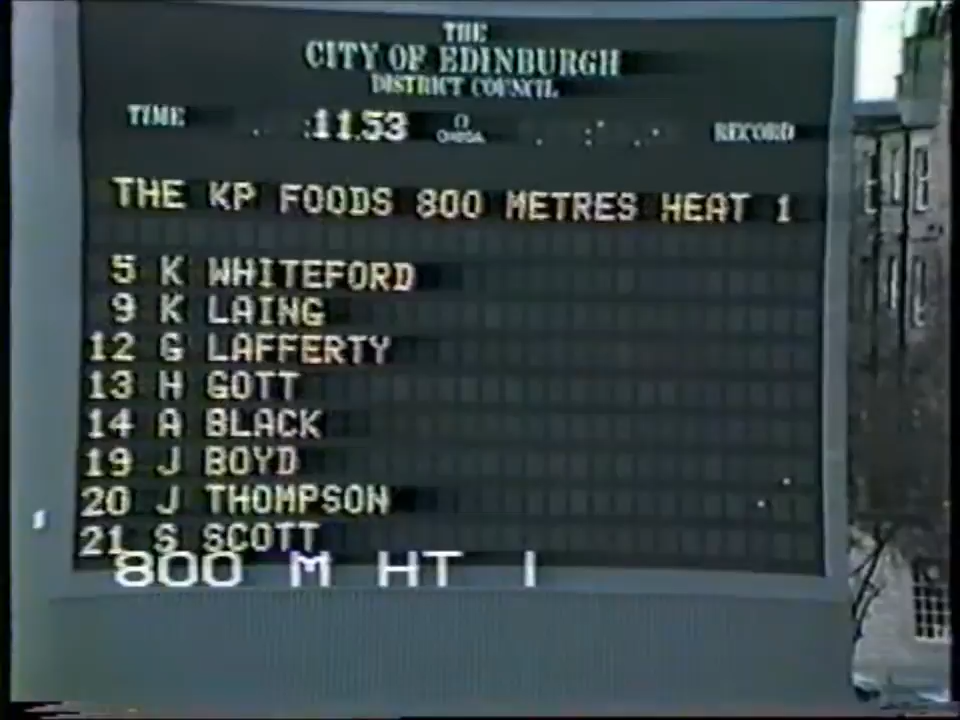 THE
CITY OF EDINBURGH
DISTRICT COUNCIL
TIME :11.53 Ω OMEGA RECORD
THE KP FOODS 800 METRES HEAT 1
5 K WHITEFORD
9 K LAING
12 G LAFFERTY
13 H GOTT
14 A BLACK
19 J BOYD
20 J THOMPSON
21 S SCOTT
800 M HT 1